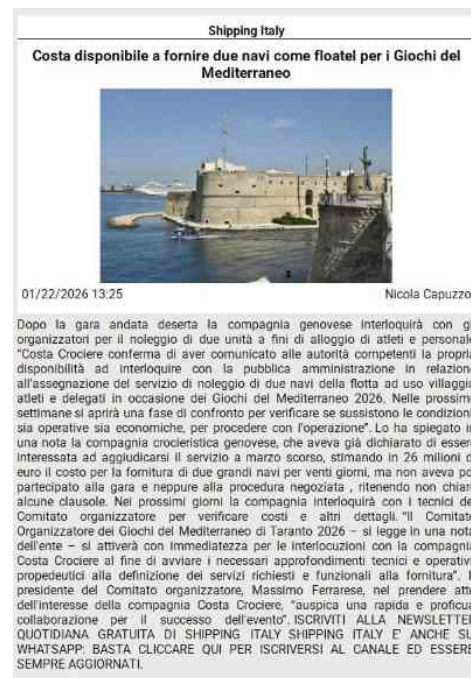 Shipping Italy
Costa disponibile a fornire due navi come floatel per i Giochi del
Mediterraneo
01/22/2026 13:25
Nicola Capuzzo
Dopo la gara andata deserta la compagnia genovese interloquirà con gl
organizzatori per il noleggio di due unità a fini di alloggio di atleti e personale
"Costa Crociere conferma di aver comunicato alle autorità competenti la propria
disponibilità ad interloquire con la pubblica amministrazione in relazione
all'assegnazione del servizio di noleggio di due navi della flotta ad uso villaggio
atleti e delegati in occasione dei Giochi del Mediterraneo 2026. Nelle prossime
settimane si aprirà una fase di confronto per verificare se sussistono le condizioni
sia operative sia economiche, per procedere con l'operazione". Lo ha spiegato in
una nota la compagnia crocieristica genovese, che aveva già dichiarato di essere
interessata ad aggiudicarsi il servizio a marzo scorso, stimando in 26 milioni d
euro il costo per la fornitura di due grandi navi per venti giorni, ma non aveva po
partecipato alla gara e neppure alla procedura negoziata , ritenendo non chiare
alcune clausole. Nei prossimi giorni la compagnia interloquirà con i tecnici de
Comitato organizzatore per verificare costi e altri dettagli. "Il Comitato
Organizzatore dei Giochi del Mediterraneo di Taranto 2026 – si legge in una nota
dell'ente – si attiverà con immediatezza per le interlocuzioni con la compagnia
Costa Crociere al fine di avviare i necessari approfondimenti tecnici e operativi
propedeutici alla definizione dei servizi richiesti e funzionali alla fornitura". I
presidente del Comitato organizzatore, Massimo Ferrarese, nel prendere atto
dell'interesse della compagnia Costa Crociere, "auspica una rapida e proficua
collaborazione per il successo dell'evento". ISCRIVITI ALLA NEWSLETTER
QUOTIDIANA GRATUITA DI SHIPPING ITALY SHIPPING ITALY E' ANCHE SU
WHATSAPP: BASTA CLICCARE QUI PER ISCRIVERSI AL CANALE ED ESSERE
SEMPRE AGGIORNATI.